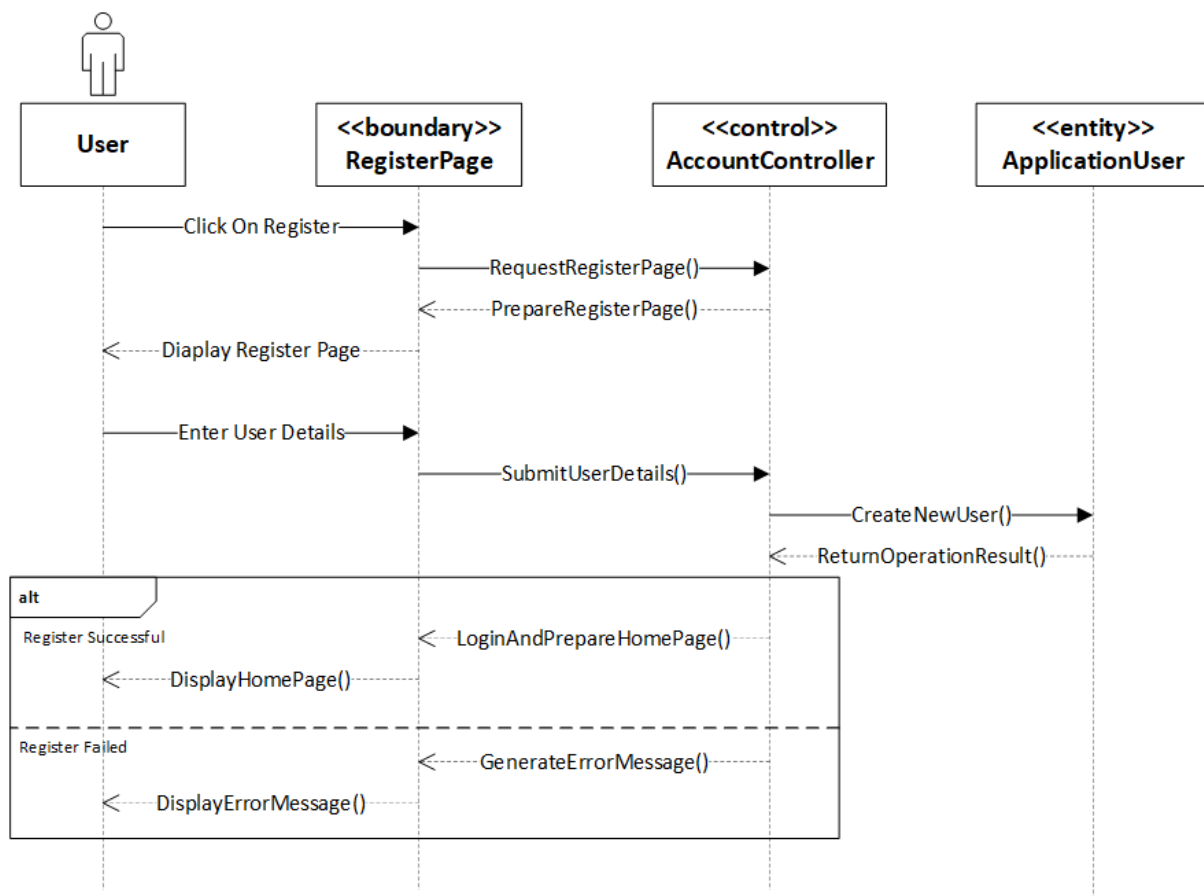 User
<<boundary>>
RegisterPage
<<control>>
AccountController
<<entity>>
ApplicationUser
Click On Register
RequestRegisterPage()
PrepareRegisterPage()
Diaplay Register Page
Enter User Details
SubmitUserDetails()
CreateNewUser()
ReturnOperationResult()
alt
Register Successful
LoginAndPrepareHomePage()
DisplayHomePage()
Register Failed
GenerateErrorMessage()
DisplayErrorMessage()